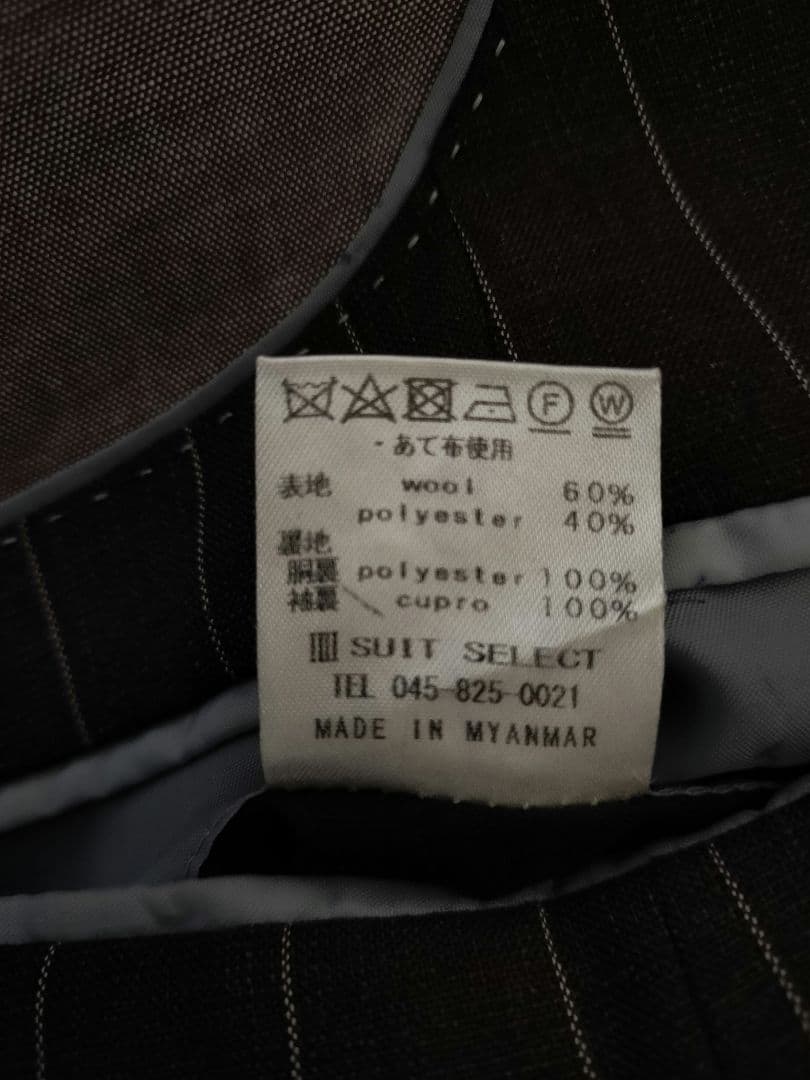 F W
・あて布使用
表地 wool 60%
polyester 40%
裏地
胴裏 polyester 100%
袖裏 cupro 100%
SUIT SELECT
TEL 045-825-0021
MADE IN MYANMAR